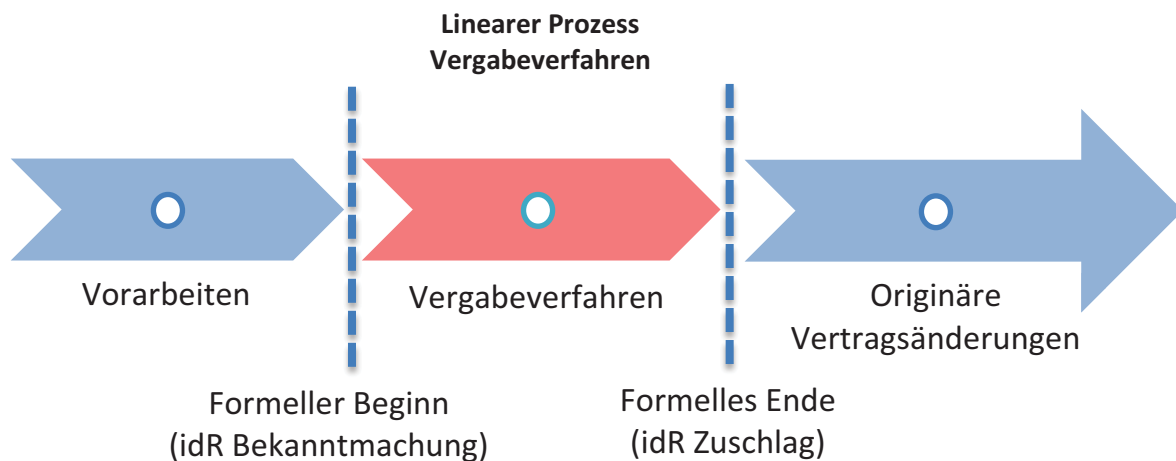 Linearer Prozess
Vergabeverfahren
Vorarbeiten
Vergabeverfahren
Originäre
Vertragsänderungen
Formeller Beginn
(idR Bekanntmachung)
Formelles Ende
(idR Zuschlag)